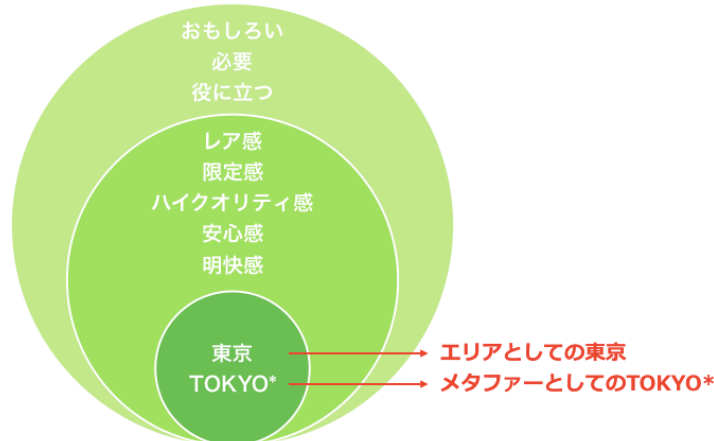 おもしろい
必要
役に立つ
レア感
限定感
ハイクオリティ感
安心感
明快感
東京
エリアとしての東京
TOKYO*
メタファーとしてのTOKYO*